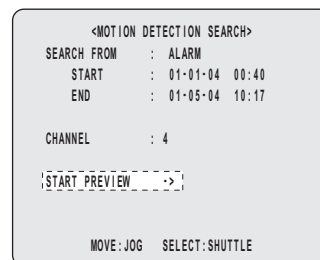 <MOTION DETECTION SEARCH>
SEARCH FROM : ALARM
START : 01-01-04 00:40
END : 01-05-04 10:17
CHANNEL : 4
START PREVIEW ->
MOVE:JOG SELECT:SHUTTLE